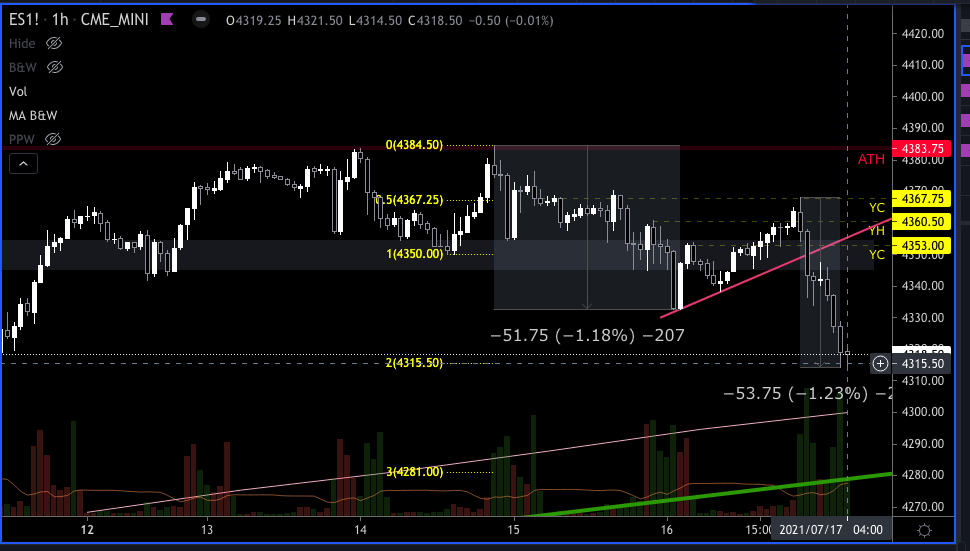 ES1! · 1h · CME_MINI O4319.25 H4321.50 L4314.50 C4318.50 −0.50 (−0.01%)
Hide
B&W
Vol
MA B&W
PPW
4420.00
4410.00
4400.00
4390.00
0(4384.50)
4383.75
ATH
4380.00
4367.75
.5(4367.25)
YC
4360.50
YH
4353.00
1(4350.00)
YC
4350.00
4340.00
4330.00
−51.75 (−1.18%) −207
2(4315.50)
4315.50
4310.00
−53.75 (−1.23%) −2
4300.00
4290.00
3(4281.00)
4280.00
4270.00
12 13 14 15 16 15:00 2021/07/17 04:00